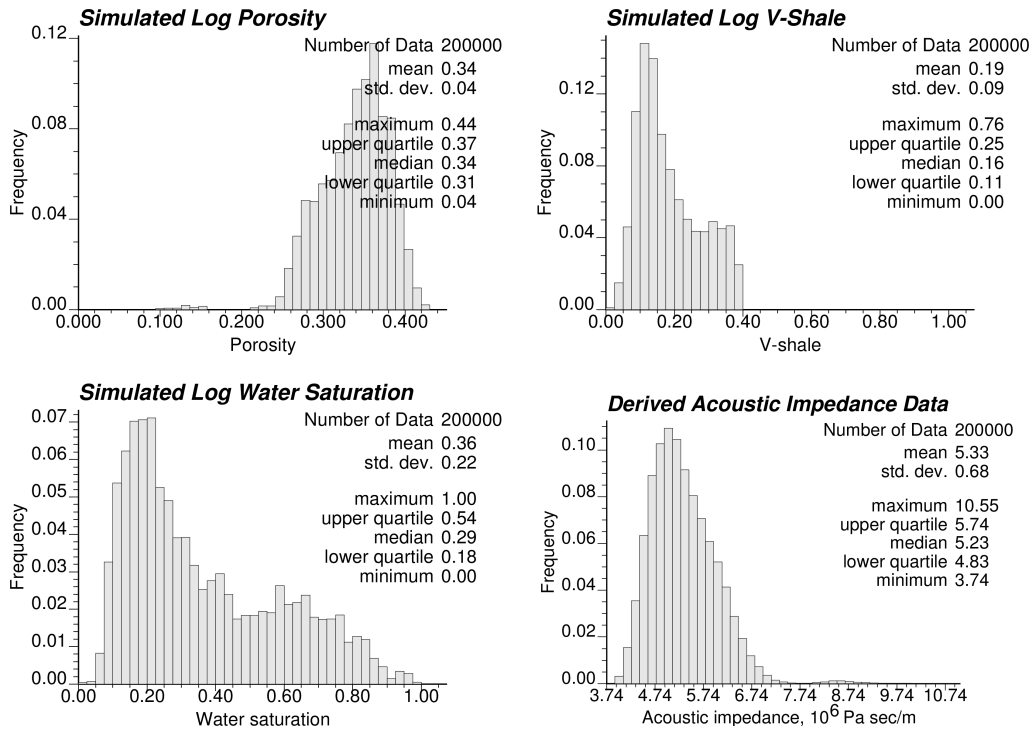 Simulated Log Porosity
Frequency
0.12
0.08
0.04
0.00
0.000 0.100 0.200 0.300 0.400
Porosity
Number of Data 200000
mean 0.34
std. dev. 0.04
maximum 0.44
upper quartile 0.37
median 0.34
lower quartile 0.31
minimum 0.04
Simulated Log V-Shale
Frequency
0.12
0.08
0.04
0.00
0.00 0.20 0.40 0.60 0.80 1.00
V-shale
Number of Data 200000
mean 0.19
std. dev. 0.09
maximum 0.76
upper quartile 0.25
median 0.16
lower quartile 0.11
minimum 0.00
Simulated Log Water Saturation
Frequency
0.07
0.06
0.05
0.04
0.03
0.02
0.01
0.00
0.00 0.20 0.40 0.60 0.80 1.00
Water saturation
Number of Data 200000
mean 0.36
std. dev. 0.22
maximum 1.00
upper quartile 0.54
median 0.29
lower quartile 0.18
minimum 0.00
Derived Acoustic Impedance Data
Frequency
0.10
0.08
0.06
0.04
0.02
0.00
3.74 4.74 5.74 6.74 7.74 8.74 9.74 10.74
Acoustic impedance, 10⁶ Pa sec/m
Number of Data 200000
mean 5.33
std. dev. 0.68
maximum 10.55
upper quartile 5.74
median 5.23
lower quartile 4.83
minimum 3.74